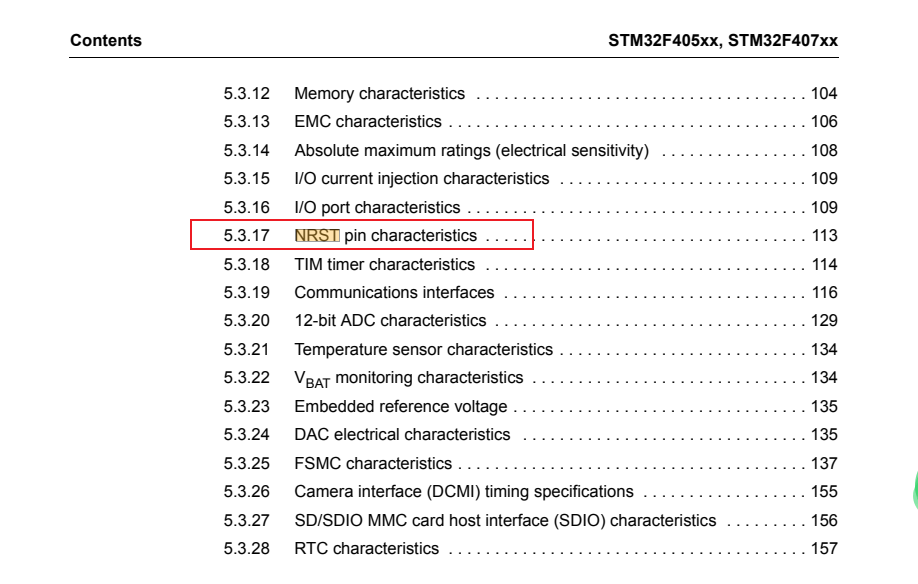 Contents STM32F405xx, STM32F407xx
5.3.12 Memory characteristics . . . . . . . . . . . . . . . . . . . . . . . . . . . . . . . . . . . . 104
5.3.13 EMC characteristics . . . . . . . . . . . . . . . . . . . . . . . . . . . . . . . . . . . . . . . 106
5.3.14 Absolute maximum ratings (electrical sensitivity) . . . . . . . . . . . . . . . . 108
5.3.15 I/O current injection characteristics . . . . . . . . . . . . . . . . . . . . . . . . . . . 109
5.3.16 I/O port characteristics . . . . . . . . . . . . . . . . . . . . . . . . . . . . . . . . . . . . . 109
5.3.17 NRST pin characteristics . . . . . . . . . . . . . . . . . . . . . . . . . . . . . . . . . . . 113
5.3.18 TIM timer characteristics . . . . . . . . . . . . . . . . . . . . . . . . . . . . . . . . . . . 114
5.3.19 Communications interfaces . . . . . . . . . . . . . . . . . . . . . . . . . . . . . . . . . 116
5.3.20 12-bit ADC characteristics . . . . . . . . . . . . . . . . . . . . . . . . . . . . . . . . . . 129
5.3.21 Temperature sensor characteristics . . . . . . . . . . . . . . . . . . . . . . . . . . . 134
5.3.22 VBAT monitoring characteristics . . . . . . . . . . . . . . . . . . . . . . . . . . . . . . 134
5.3.23 Embedded reference voltage . . . . . . . . . . . . . . . . . . . . . . . . . . . . . . . . 135
5.3.24 DAC electrical characteristics . . . . . . . . . . . . . . . . . . . . . . . . . . . . . . . 135
5.3.25 FSMC characteristics . . . . . . . . . . . . . . . . . . . . . . . . . . . . . . . . . . . . . . 137
5.3.26 Camera interface (DCMI) timing specifications . . . . . . . . . . . . . . . . . . 155
5.3.27 SD/SDIO MMC card host interface (SDIO) characteristics . . . . . . . . . 156
5.3.28 RTC characteristics . . . . . . . . . . . . . . . . . . . . . . . . . . . . . . . . . . . . . . . 157